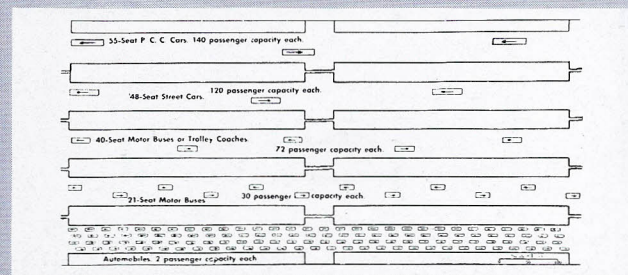 55-Seat P. C. C. Cars. 140 passenger capacity each.
120 passenger capacity each.
'48-Seat Street Cars.
40-Seat Motor Buses or Trolley Coaches.
72 passenger capacity each.
21-Seat Motor Buses 30 passenger capacity each.
Automobiles. 2 passenger capacity each